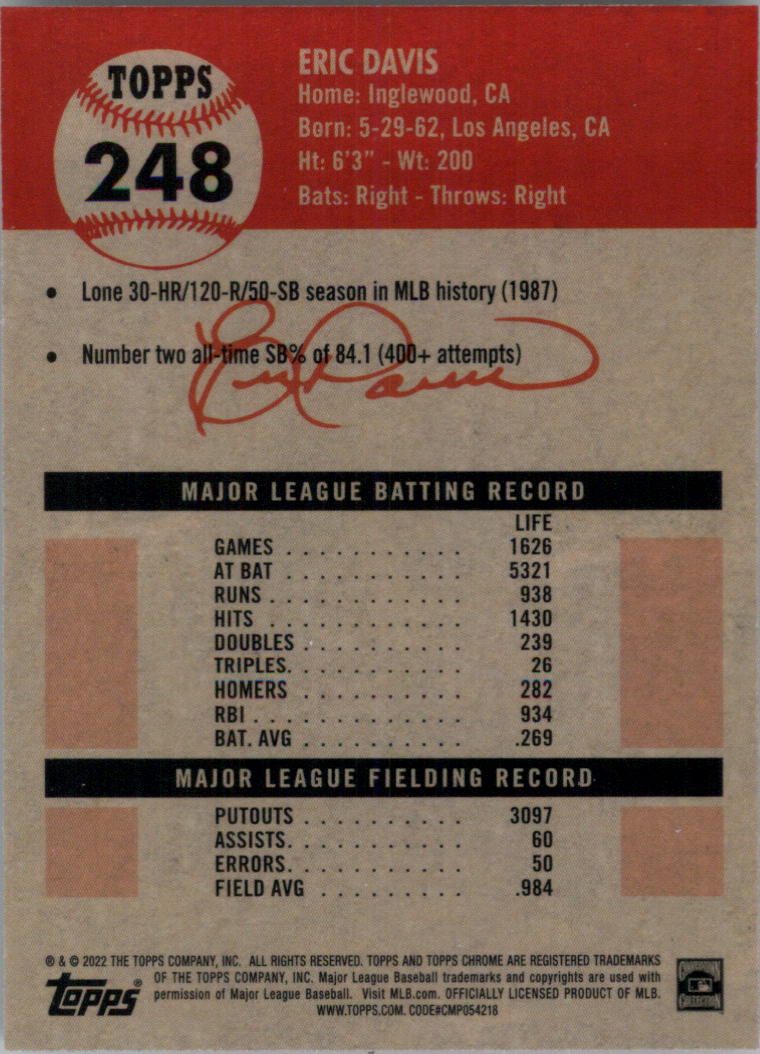 TOPPS
248
ERIC DAVIS
Home: Inglewood, CA
Born: 5-29-62, Los Angeles, CA
Ht: 6'3" - Wt: 200
Bats: Right - Throws: Right
• Lone 30-HR/120-R/50-SB season in MLB history (1987)
• Number two all-time SB% of 84.1 (400+ attempts)
Eric Davis
MAJOR LEAGUE BATTING RECORD
LIFE
GAMES . . . . . . . . . . . 1626
AT BAT . . . . . . . . . . . 5321
RUNS . . . . . . . . . . . . 938
HITS . . . . . . . . . . . . 1430
DOUBLES . . . . . . . . . . 239
TRIPLES. . . . . . . . . . . 26
HOMERS . . . . . . . . . . 282
RBI . . . . . . . . . . . . . 934
BAT. AVG . . . . . . . . . . .269
MAJOR LEAGUE FIELDING RECORD
PUTOUTS . . . . . . . . . . 3097
ASSISTS. . . . . . . . . . . 60
ERRORS. . . . . . . . . . . 50
FIELD AVG . . . . . . . . . .984
® & © 2022 THE TOPPS COMPANY, INC. ALL RIGHTS RESERVED. TOPPS AND TOPPS CHROME ARE REGISTERED TRADEMARKS
OF THE TOPPS COMPANY, INC. Major League Baseball trademarks and copyrights are used with
permission of Major League Baseball. Visit MLB.com. OFFICIALLY LICENSED PRODUCT OF MLB.
WWW.TOPPS.COM. CODE#CMP054218
topps®
COOPERSTOWN
COLLECTION